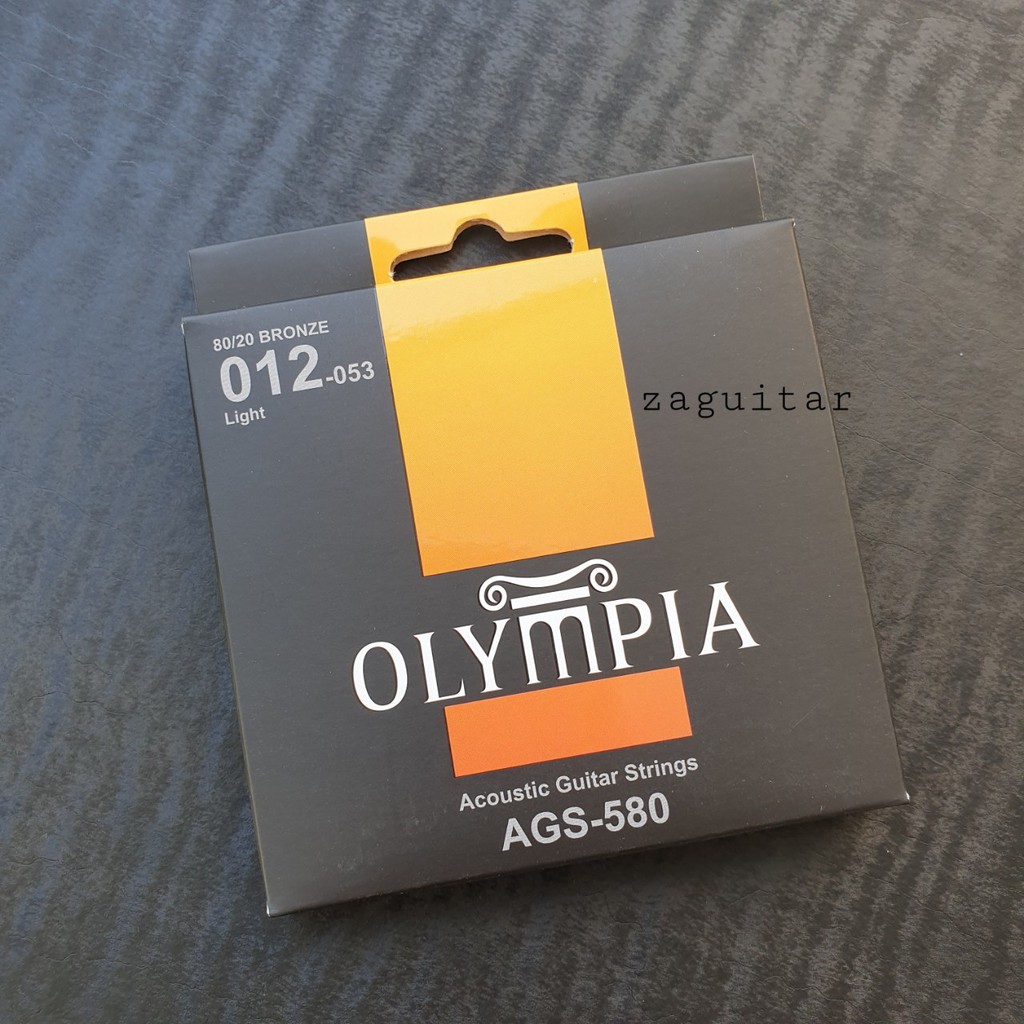 80/20 BRONZE
012-053
Light
zaguitar
OLYMPIA
Acoustic Guitar Strings
AGS-580